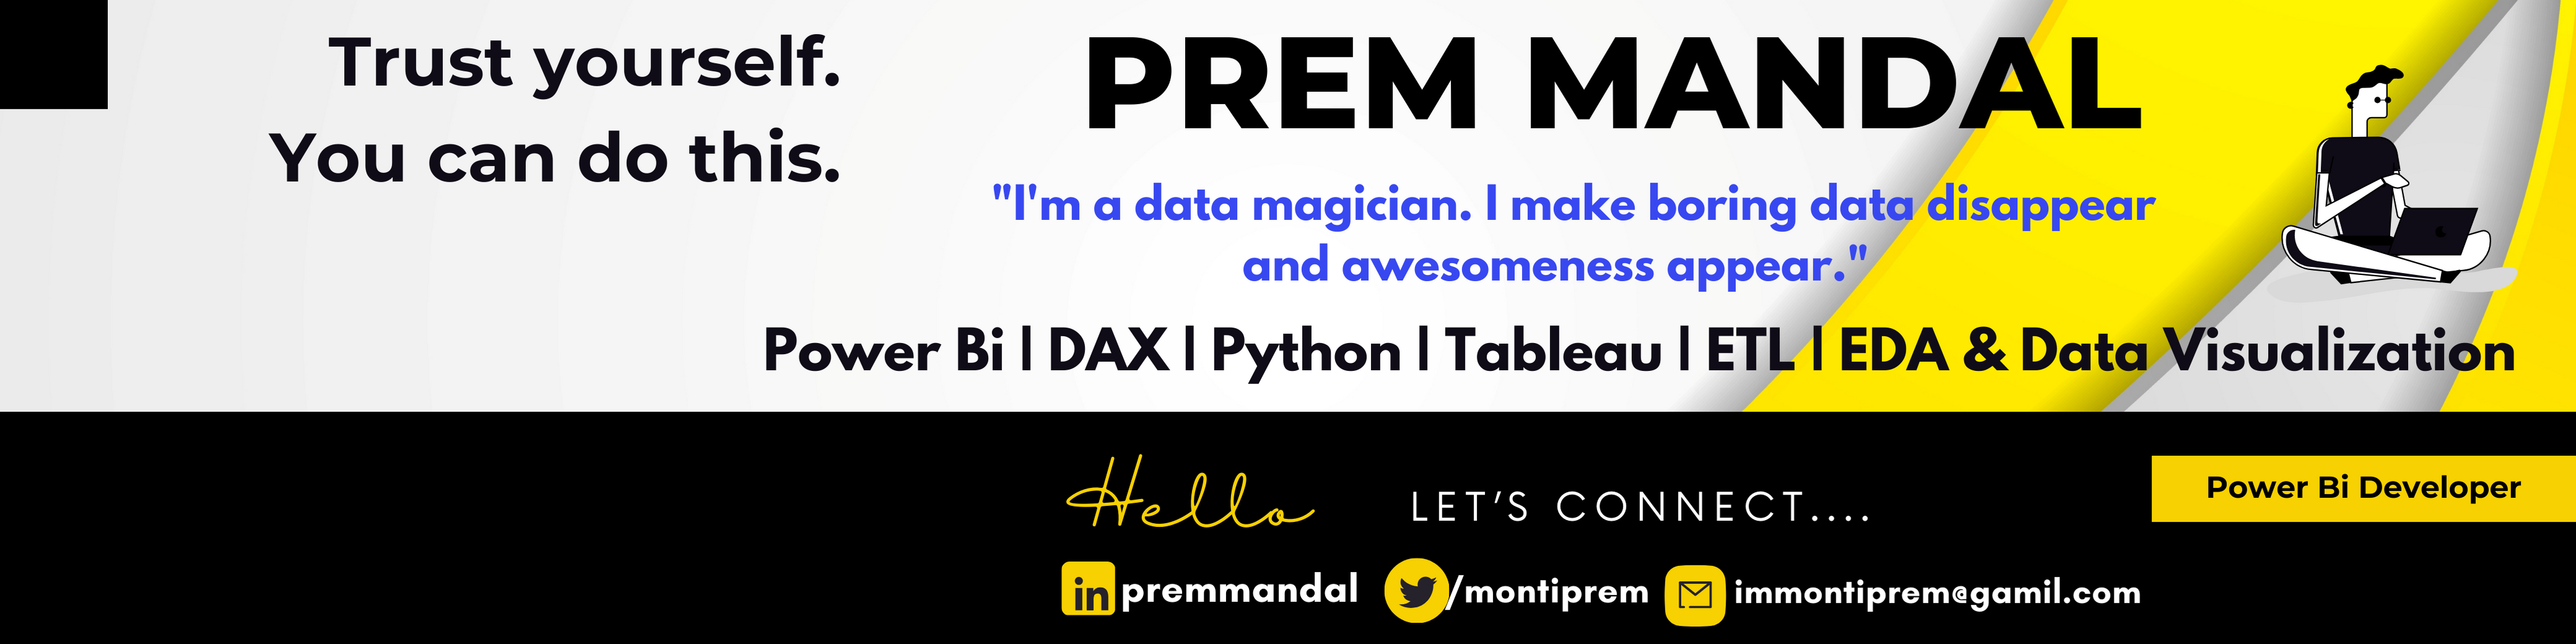 Trust yourself.
You can do this.
PREM MANDAL
"I'm a data magician. I make boring data disappear
and awesomeness appear."
Power Bi | DAX | Python | Tableau | ETL | EDA & Data Visualization
Hello
LET'S CONNECT....
Power Bi Developer
in premmandal
/montiprem
immontiprem@gamil.com